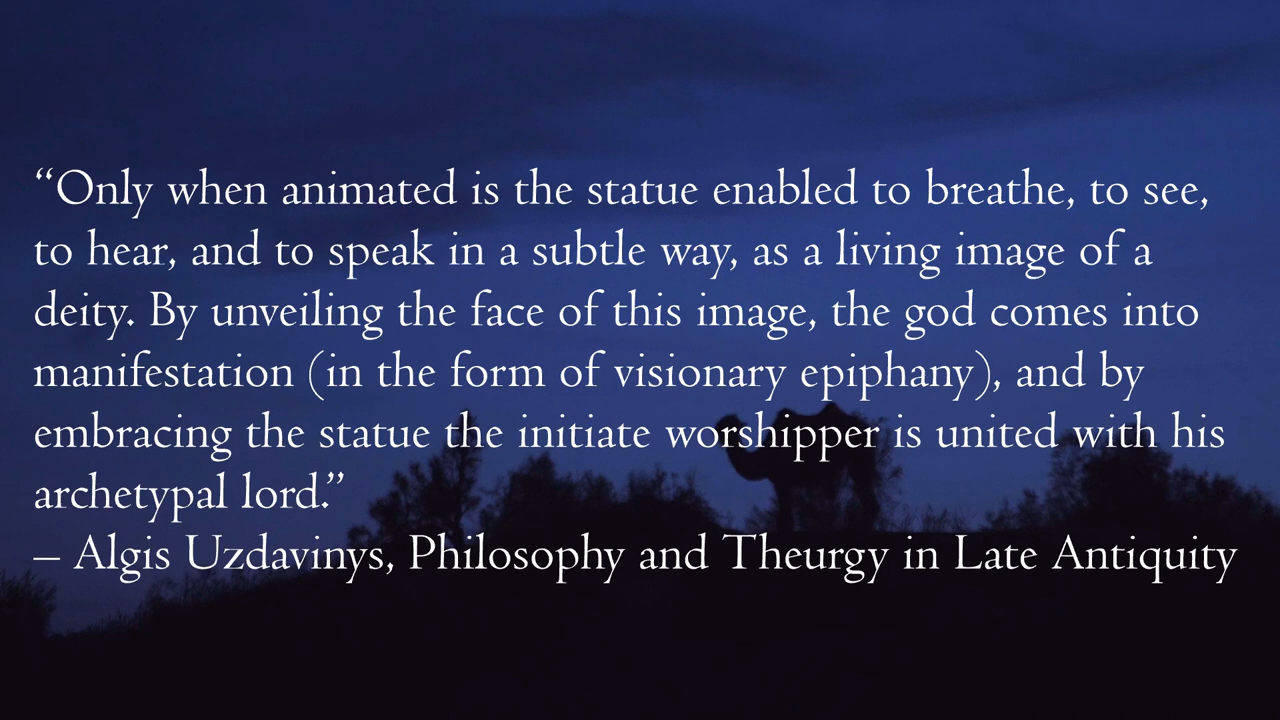 “Only when animated is the statue enabled to breathe, to see,
to hear, and to speak in a subtle way, as a living image of a
deity. By unveiling the face of this image, the god comes into
manifestation (in the form of visionary epiphany), and by
embracing the statue the initiate worshipper is united with his
archetypal lord.”
– Algis Uzdavinys, Philosophy and Theurgy in Late Antiquity